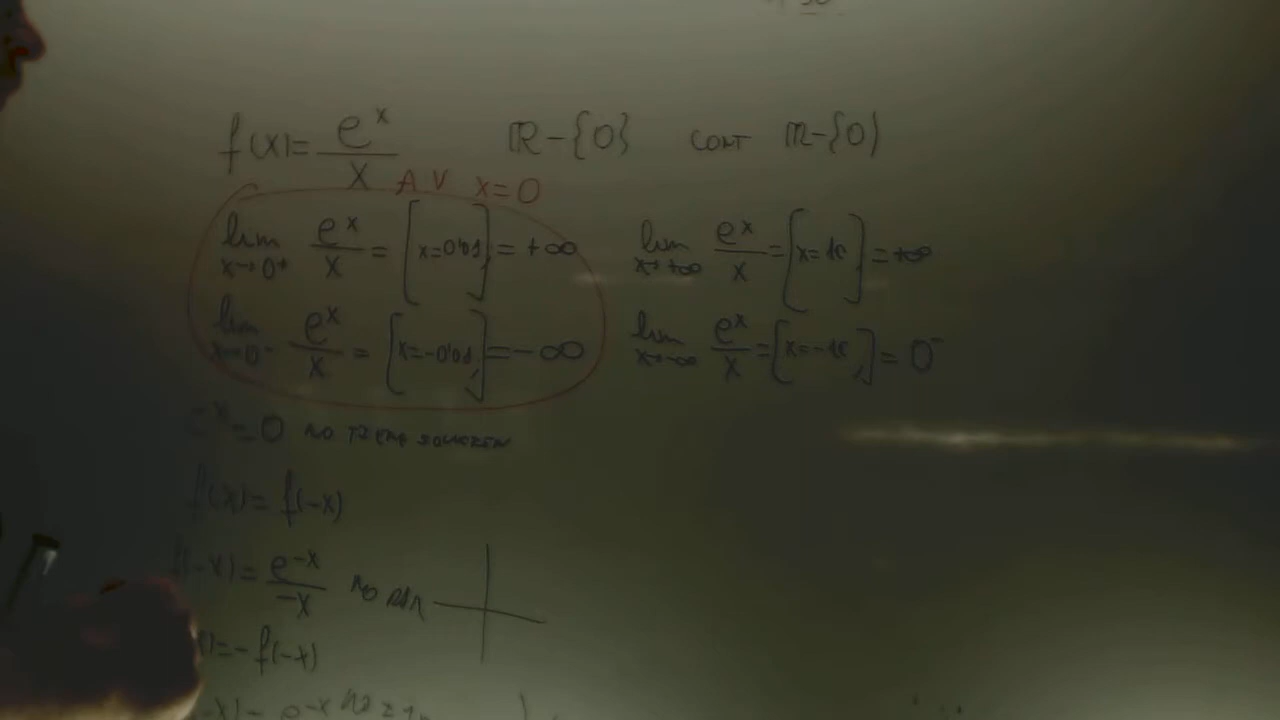 f(x)= e^x/x   ℝ-{0}   CONT ℝ-{0}
AV x=0
lim x→0+ e^x/x = [x=0'01] = +∞   lim x→+∞ e^x/x = [x=10] = +∞
lim x→0- e^x/x = [x=-0'01] = -∞   lim x→-∞ e^x/x = [x=-10] = 0-
e^x=0 NO TIENE SOLUCIÓN
f(x)= f(-x)
f(-x)= e^-x/-x NO PAR
=-f(-x)